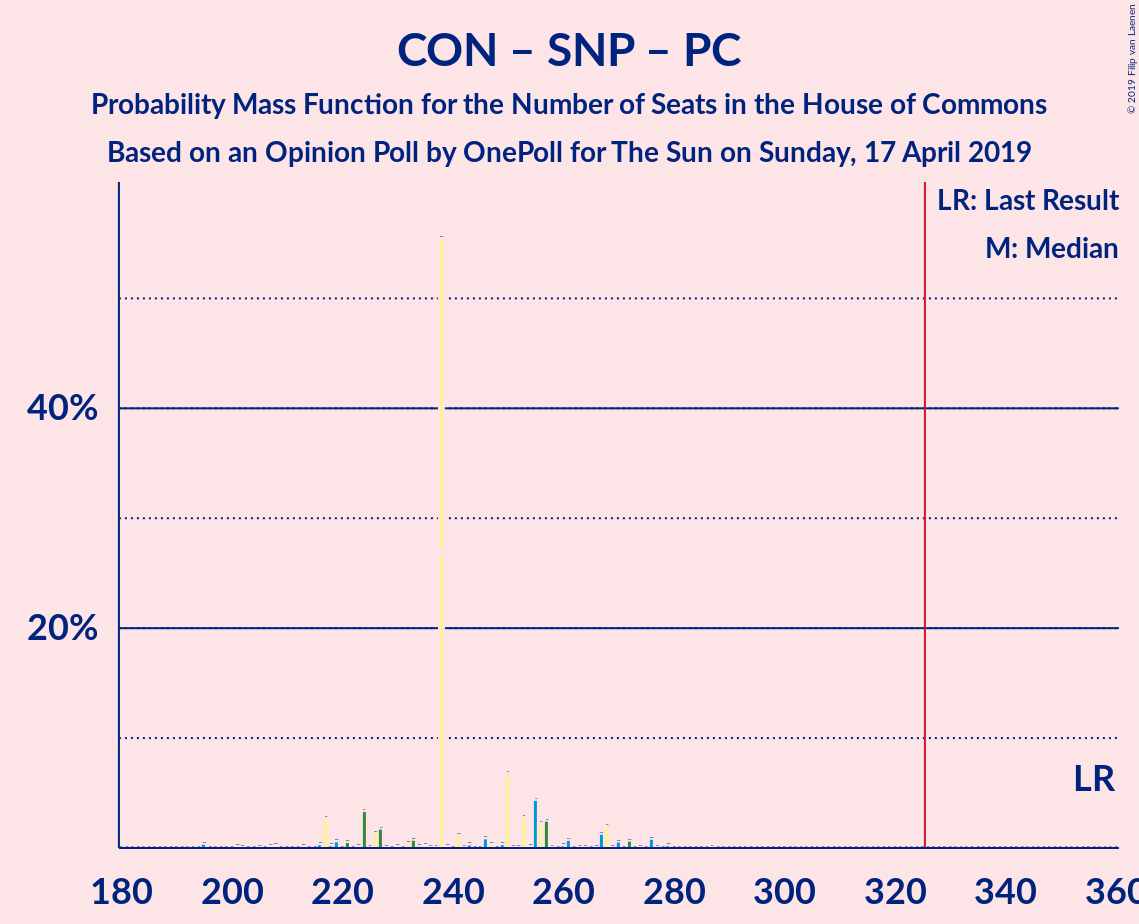 CON – SNP – PC
Probability Mass Function for the Number of Seats in the House of Commons
Based on an Opinion Poll by OnePoll for The Sun on Sunday, 17 April 2019
© 2019 Filip van Laenen
LR: Last Result
M: Median
40%
20%
LR
180 200 220 240 260 280 300 320 340 360